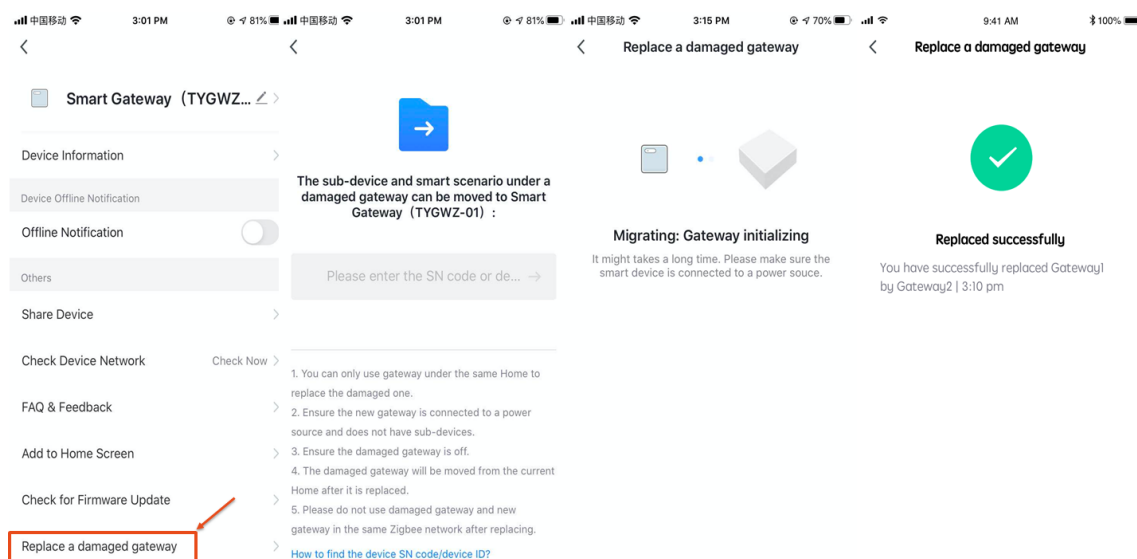 中国移动
3:01 PM
81%
Smart Gateway（TYGWZ...
Device Information
Device Offline Notification
Offline Notification
Others
Share Device
Check Device Network
Check Now
FAQ & Feedback
Add to Home Screen
Check for Firmware Update
Replace a damaged gateway
中国移动
3:01 PM
81%
The sub-device and smart scenario under a
damaged gateway can be moved to Smart
Gateway（TYGWZ-01）:
Please enter the SN code or de...
1. You can only use gateway under the same Home to
replace the damaged one.
2. Ensure the new gateway is connected to a power
source and does not have sub-devices.
3. Ensure the damaged gateway is off.
4. The damaged gateway will be moved from the current
Home after it is replaced.
5. Please do not use damaged gateway and new
gateway in the same Zigbee network after replacing.
How to find the device SN code/device ID?
中国移动
3:15 PM
70%
Replace a damaged gateway
Migrating: Gateway initializing
It might takes a long time. Please make sure the
smart device is connected to a power souce.
9:41 AM
100%
Replace a damaged gateway
Replaced successfully
You have successfully replaced Gateway1
by Gateway2 | 3:10 pm